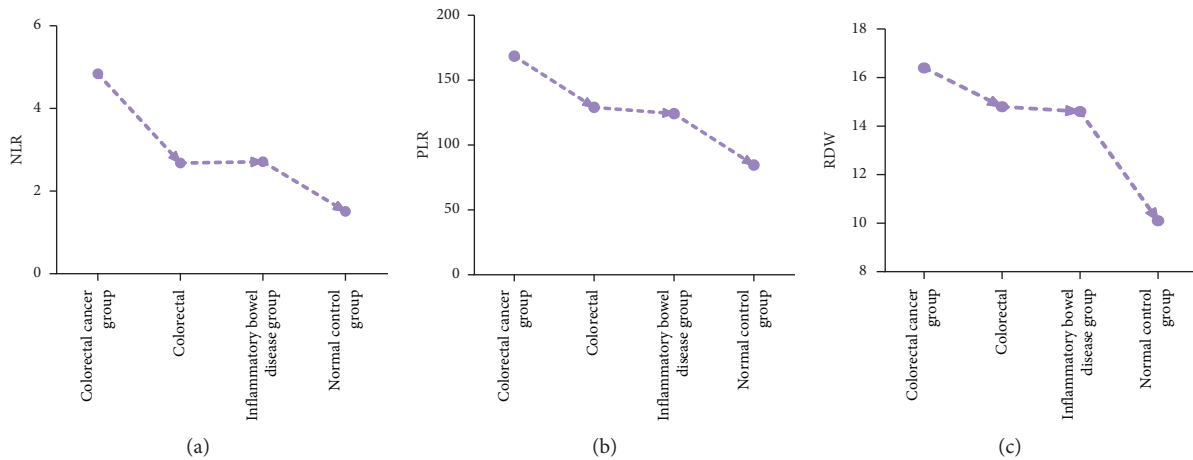 6
4
2
0
NLR
Colorectal cancer
group
Colorectal
Inflammatory bowel
disease group
Normal control
group
(a)
200
150
100
50
0
PLR
Colorectal cancer
group
Colorectal
Inflammatory bowel
disease group
Normal control
group
(b)
18
16
14
12
10
8
RDW
Colorectal cancer
group
Colorectal
Inflammatory bowel
disease group
Normal control
group
(c)